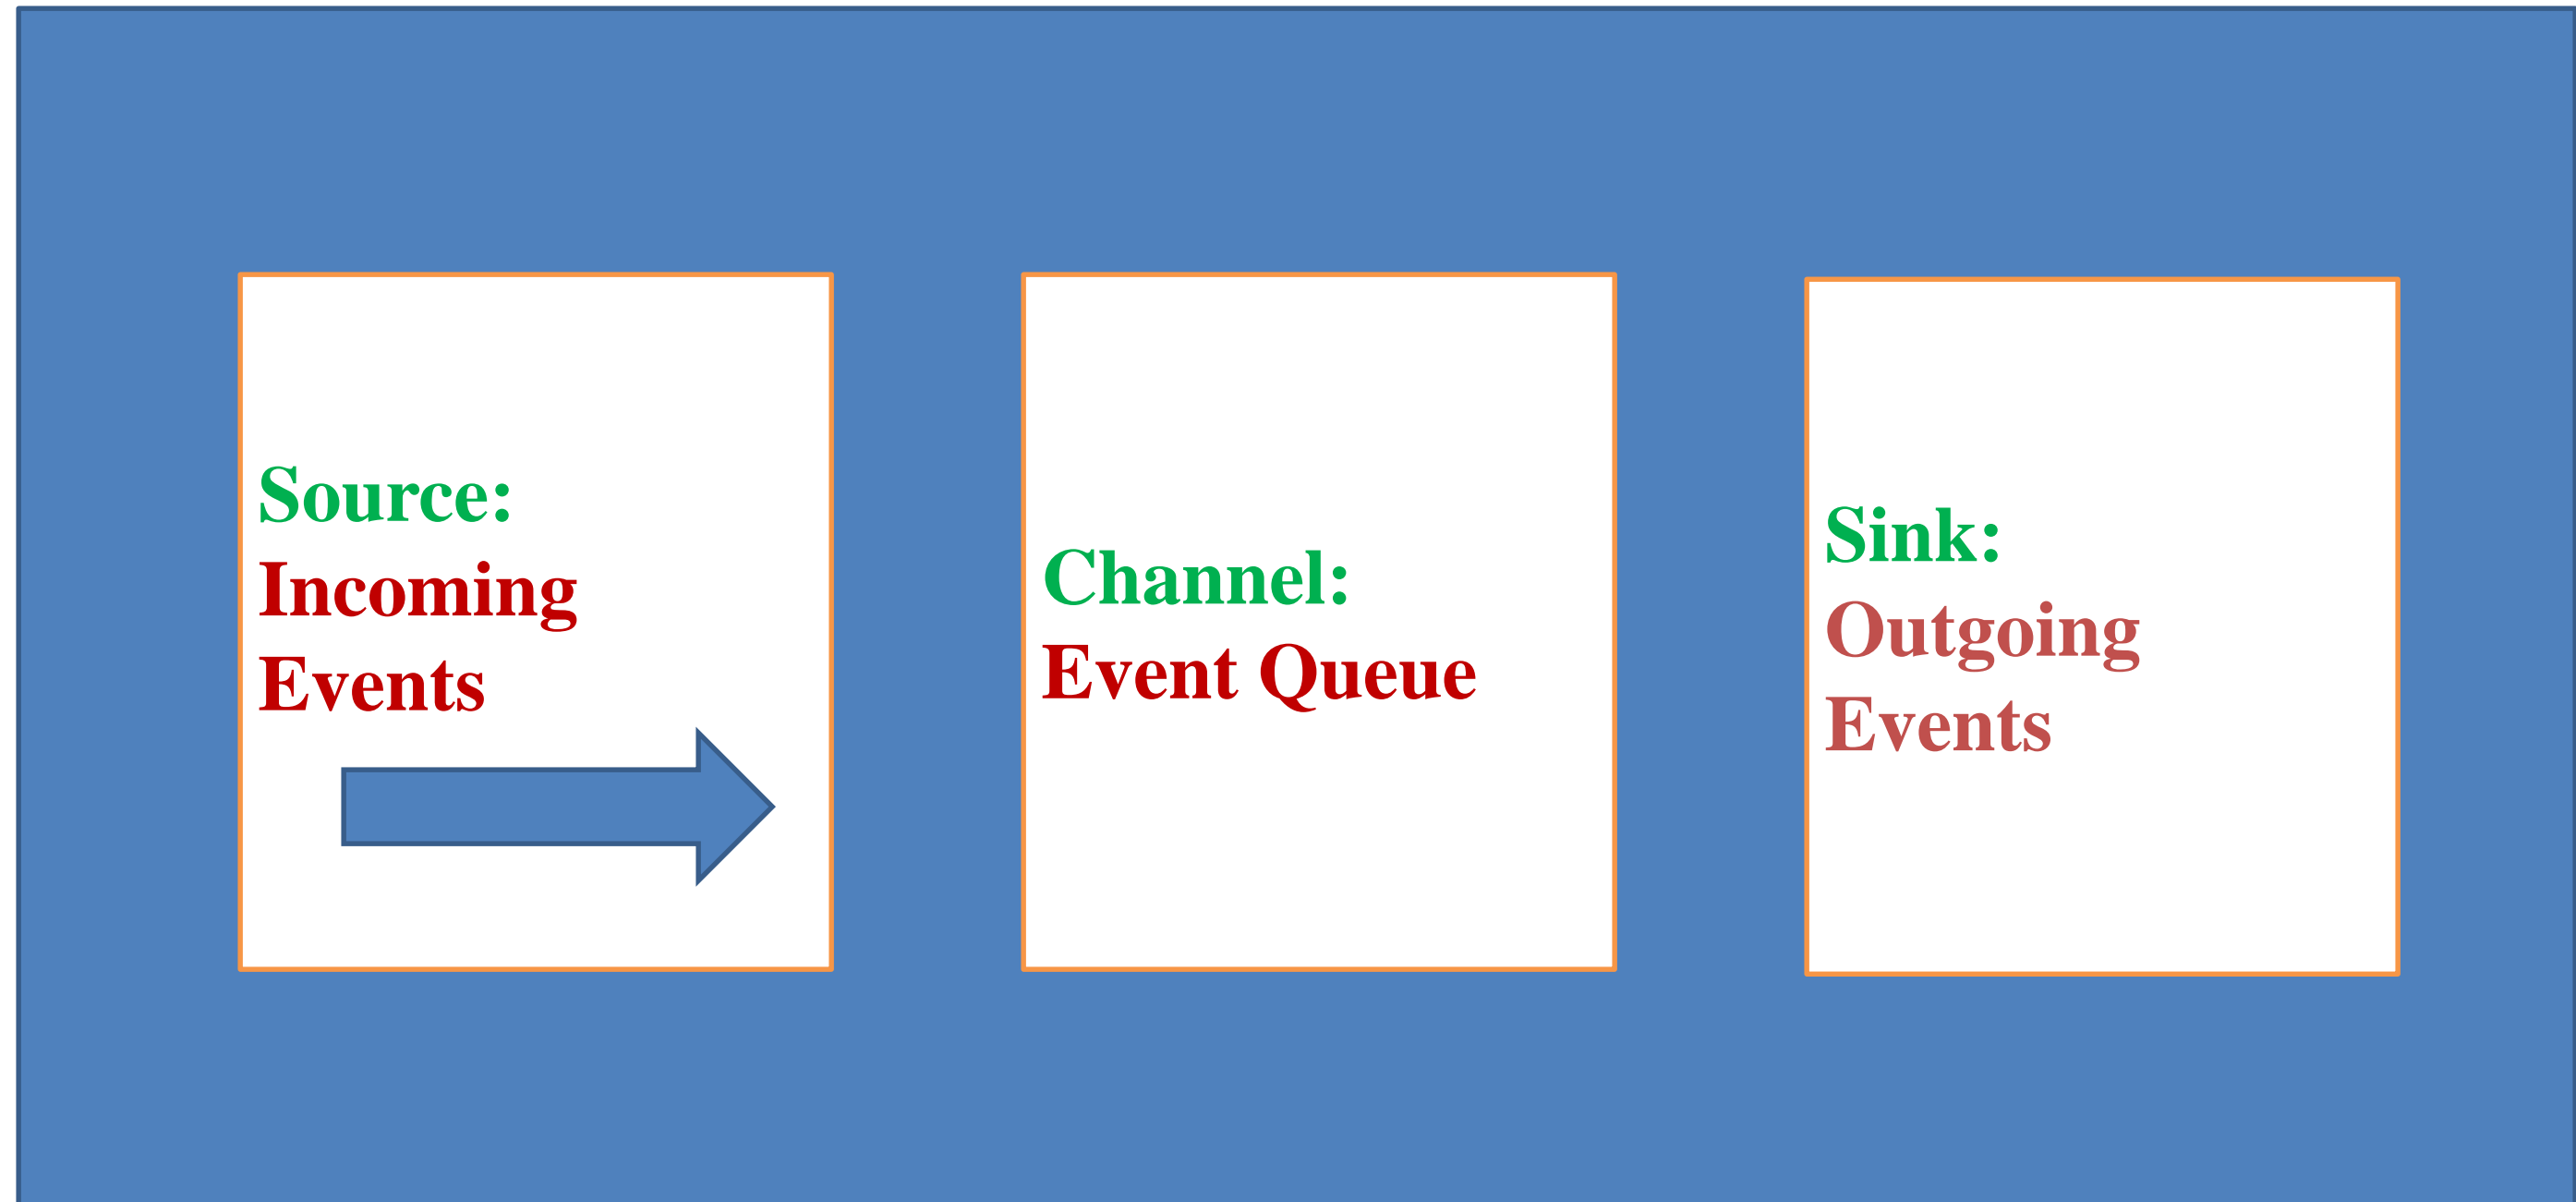 Source:
Incoming
Events
Channel:
Event Queue
Sink:
Outgoing
Events